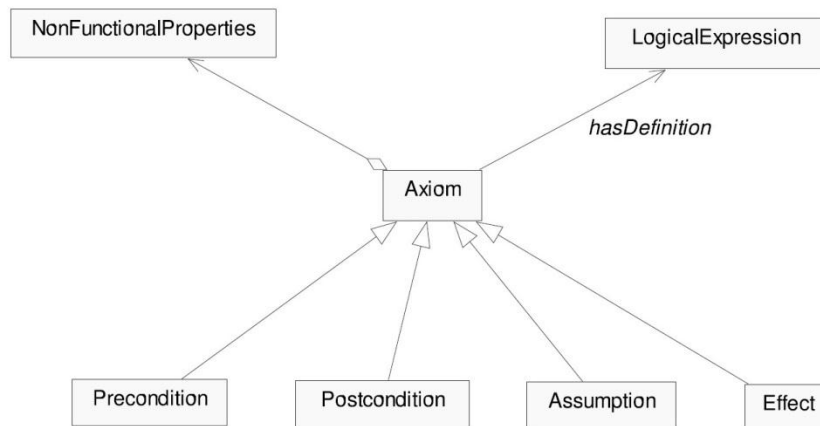 NonFunctionalProperties
LogicalExpression
hasDefinition
Axiom
Precondition
Postcondition
Assumption
Effect